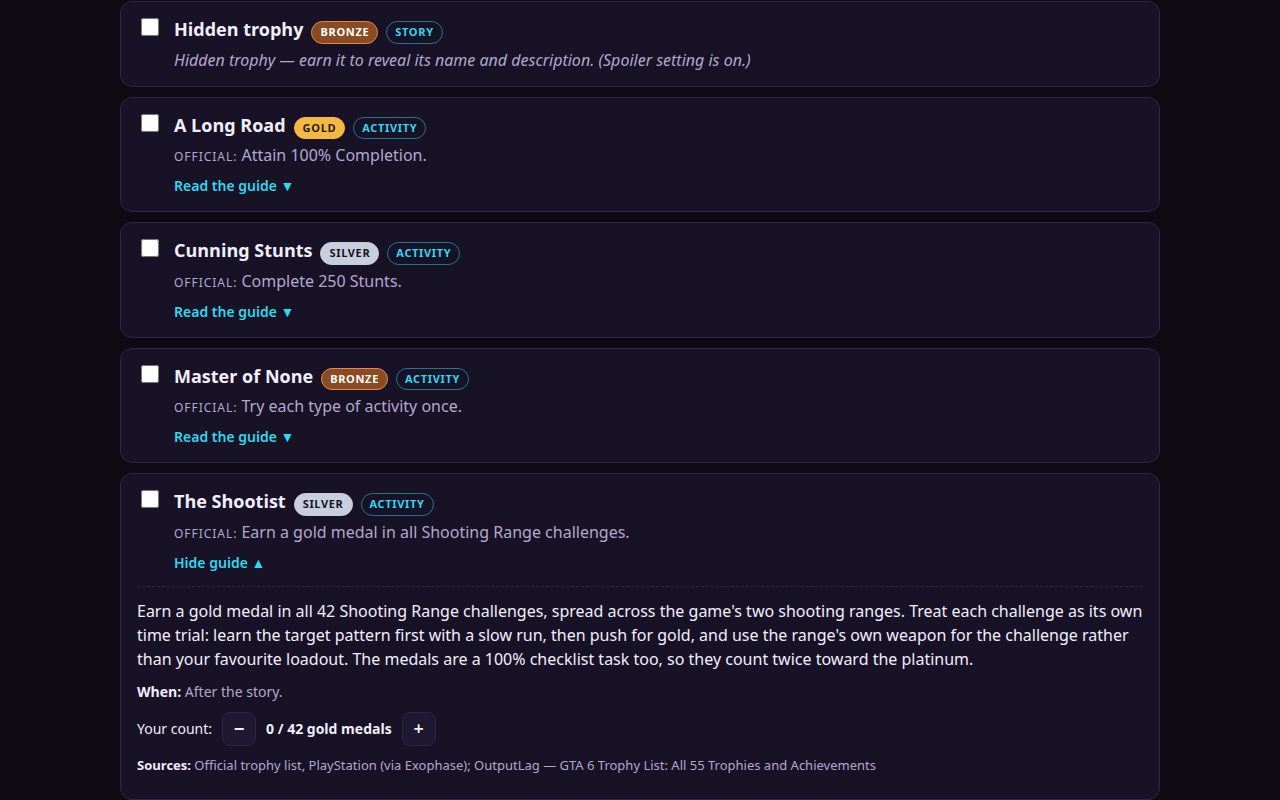 Hidden trophy BRONZE STORY
Hidden trophy — earn it to reveal its name and description. (Spoiler setting is on.)
A Long Road GOLD ACTIVITY
OFFICIAL: Attain 100% Completion.
Read the guide ▼
Cunning Stunts SILVER ACTIVITY
OFFICIAL: Complete 250 Stunts.
Read the guide ▼
Master of None BRONZE ACTIVITY
OFFICIAL: Try each type of activity once.
Read the guide ▼
The Shootist SILVER ACTIVITY
OFFICIAL: Earn a gold medal in all Shooting Range challenges.
Hide guide ▲
Earn a gold medal in all 42 Shooting Range challenges, spread across the game's two shooting ranges. Treat each challenge as its own
time trial: learn the target pattern first with a slow run, then push for gold, and use the range's own weapon for the challenge rather
than your favourite loadout. The medals are a 100% checklist task too, so they count twice toward the platinum.
When: After the story.
Your count: − 0 / 42 gold medals +
Sources: Official trophy list, PlayStation (via Exophase); OutputLag — GTA 6 Trophy List: All 55 Trophies and Achievements